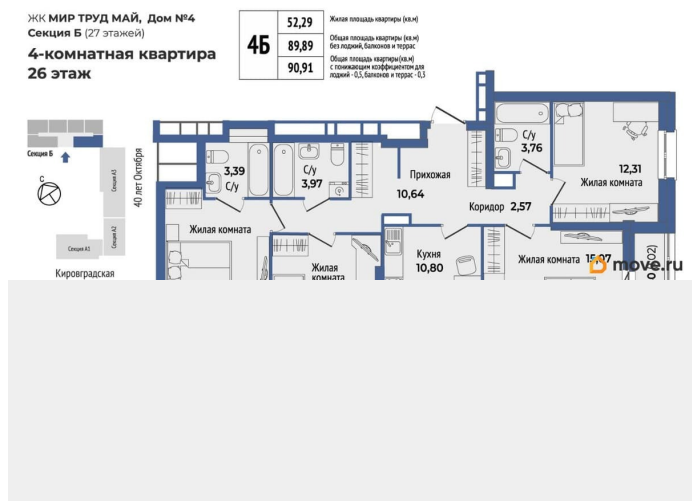 ЖК МИР ТРУД МАЙ, Дом №4
Секция Б (27 этажей)
4-комнатная квартира
26 этаж
4Б
52,29
Жилая площадь квартиры (кв.м)
89,89
Общая площадь квартиры (кв.м)
без лоджий, балконов и террас
90,91
Общая площадь квартиры(кв.м)
с понижающим коэффициентом для
лоджий - 0,5, балконов и террас - 0,3
Секция Б
С
Секция А3
Секция А2
Секция А1
Кировградская
40 лет Октября
3,39
С/у
С/у
3,97
Прихожая
10,64
С/у
3,76
12,31
Жилая комната
Коридор 2,57
Жилая комната
Жилая
комната
Кухня
10,80
Жилая комната
15,07
move.ru